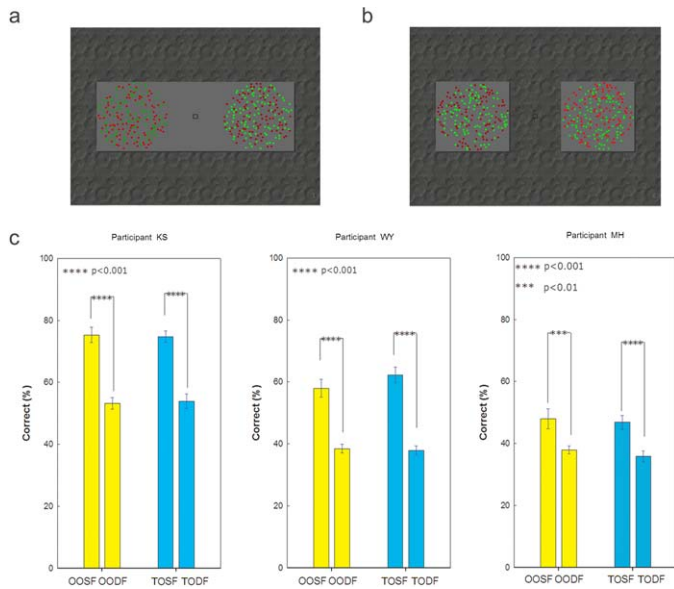 a
b
c
Participant KS
**** p<0.001
**** ****
Correct (%)
100
80
60
40
20
0
OOSF OODF TOSF TODF
Participant WY
**** p<0.001
**** ****
Correct (%)
100
80
60
40
20
0
OOSF OODF TOSF TODF
Participant MH
**** p<0.001
*** p<0.01
*** ****
Correct (%)
100
80
60
40
20
0
OOSF OODF TOSF TODF